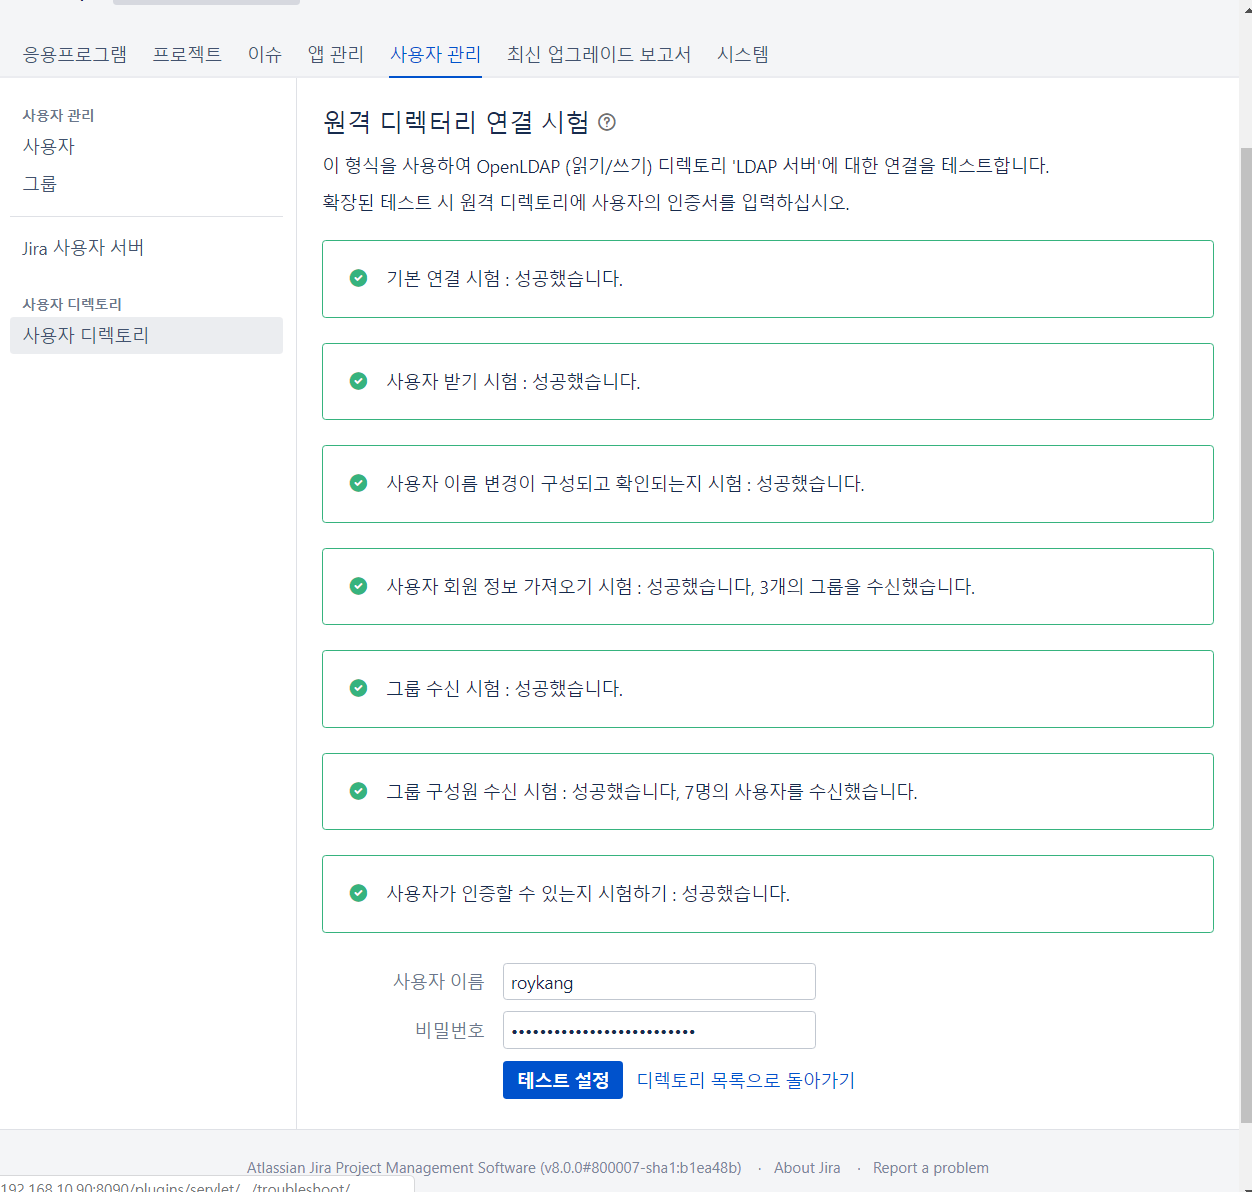 응용프로그램 프로젝트 이슈 앱 관리 사용자 관리 최신 업그레이드 보고서 시스템
사용자 관리
사용자
그룹
Jira 사용자 서버
사용자 디렉토리
사용자 디렉토리
원격 디렉터리 연결 시험
이 형식을 사용하여 OpenLDAP (읽기/쓰기) 디렉토리 'LDAP 서버'에 대한 연결을 테스트합니다.
확장된 테스트 시 원격 디렉토리에 사용자의 인증서를 입력하십시오.
기본 연결 시험 : 성공했습니다.
사용자 받기 시험 : 성공했습니다.
사용자 이름 변경이 구성되고 확인되는지 시험 : 성공했습니다.
사용자 회원 정보 가져오기 시험 : 성공했습니다, 3개의 그룹을 수신했습니다.
그룹 수신 시험 : 성공했습니다.
그룹 구성원 수신 시험 : 성공했습니다, 7명의 사용자를 수신했습니다.
사용자가 인증할 수 있는지 시험하기 : 성공했습니다.
사용자 이름 roykang
비밀번호 ••••••••••••••••••••••••••
테스트 설정 디렉토리 목록으로 돌아가기
Atlassian Jira Project Management Software (v8.0.0#800007-sha1:b1ea48b) · About Jira · Report a problem
192.168.10.90:8090/plugins/servlet/.../troubleshoot/